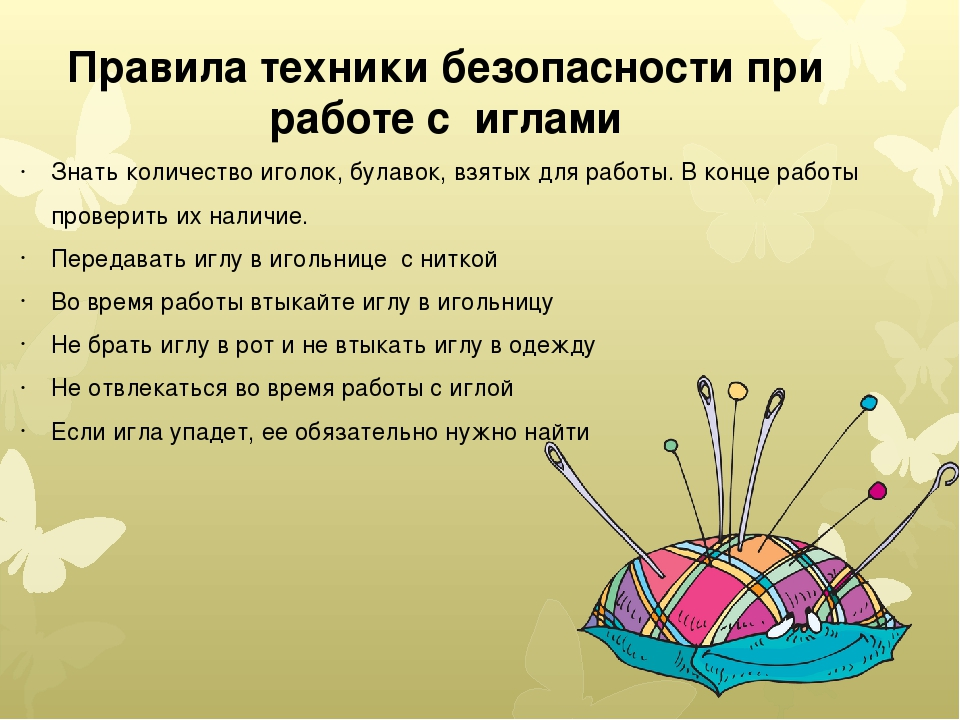 Правила техники безопасности при
работе с  иглами
· Знать количество иголок, булавок, взятых для работы. В конце работы
проверить их наличие.
· Передавать иглу в игольнице  с ниткой
· Во время работы втыкайте иглу в игольницу
· Не брать иглу в рот и не втыкать иглу в одежду
· Не отвлекаться во время работы с иглой
· Если игла упадет, ее обязательно нужно найти